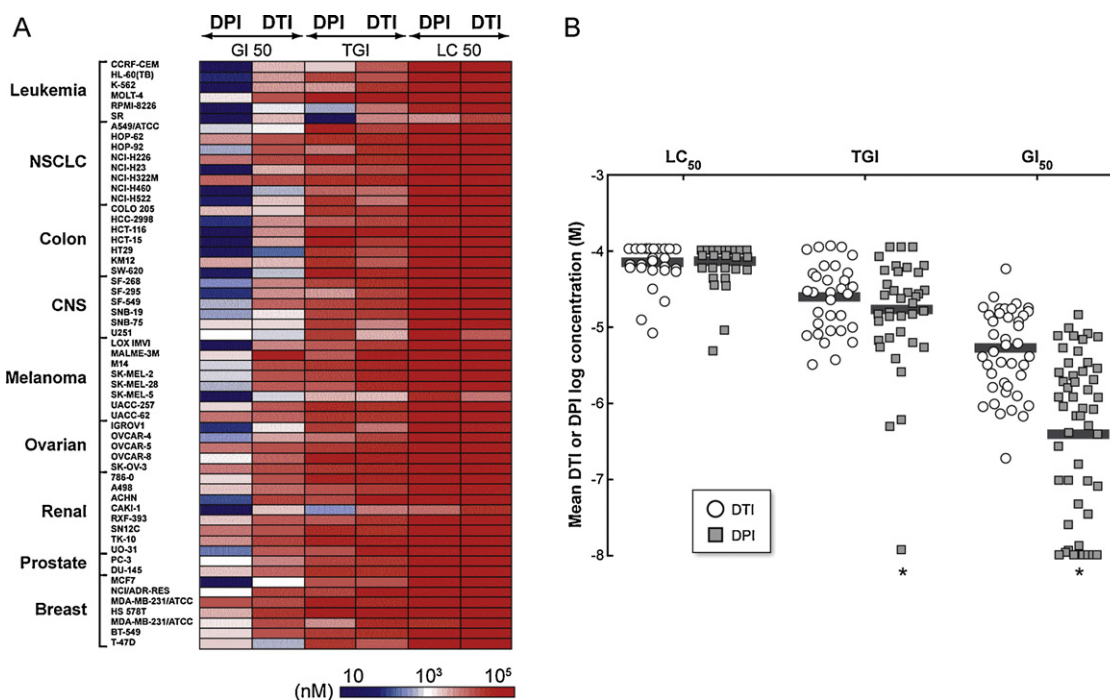 A
DPI DTI DPI DTI DPI DTI
GI 50 TGI LC 50
Leukemia
CCRF-CEM
HL-60(TB)
K-562
MOLT-4
RPMI-8226
SR
NSCLC
A549/ATCC
HOP-62
HOP-92
NCI-H226
NCI-H23
NCI-H322M
NCI-H460
NCI-H522
Colon
COLO 205
HCC-2998
HCT-116
HCT-15
HT29
KM12
SW-620
CNS
SF-268
SF-295
SF-549
SNB-19
SNB-75
U251
Melanoma
LOX IMVI
MALME-3M
M14
SK-MEL-2
SK-MEL-28
SK-MEL-5
UACC-257
UACC-62
Ovarian
IGROV1
OVCAR-4
OVCAR-5
OVCAR-8
SK-OV-3
Renal
786-0
A498
ACHN
CAKI-1
RXF-393
SN12C
TK-10
UO-31
Prostate
PC-3
DU-145
Breast
MCF7
NCI/ADR-RES
MDA-MB-231/ATCC
HS 578T
MDA-MB-231/ATCC
BT-549
T-47D
(nM) 10 10³ 10⁵
B
LC₅₀ TGI GI₅₀
Mean DTI or DPI log concentration (M)
-3
-4
-5
-6
-7
-8
DTI
DPI
* *